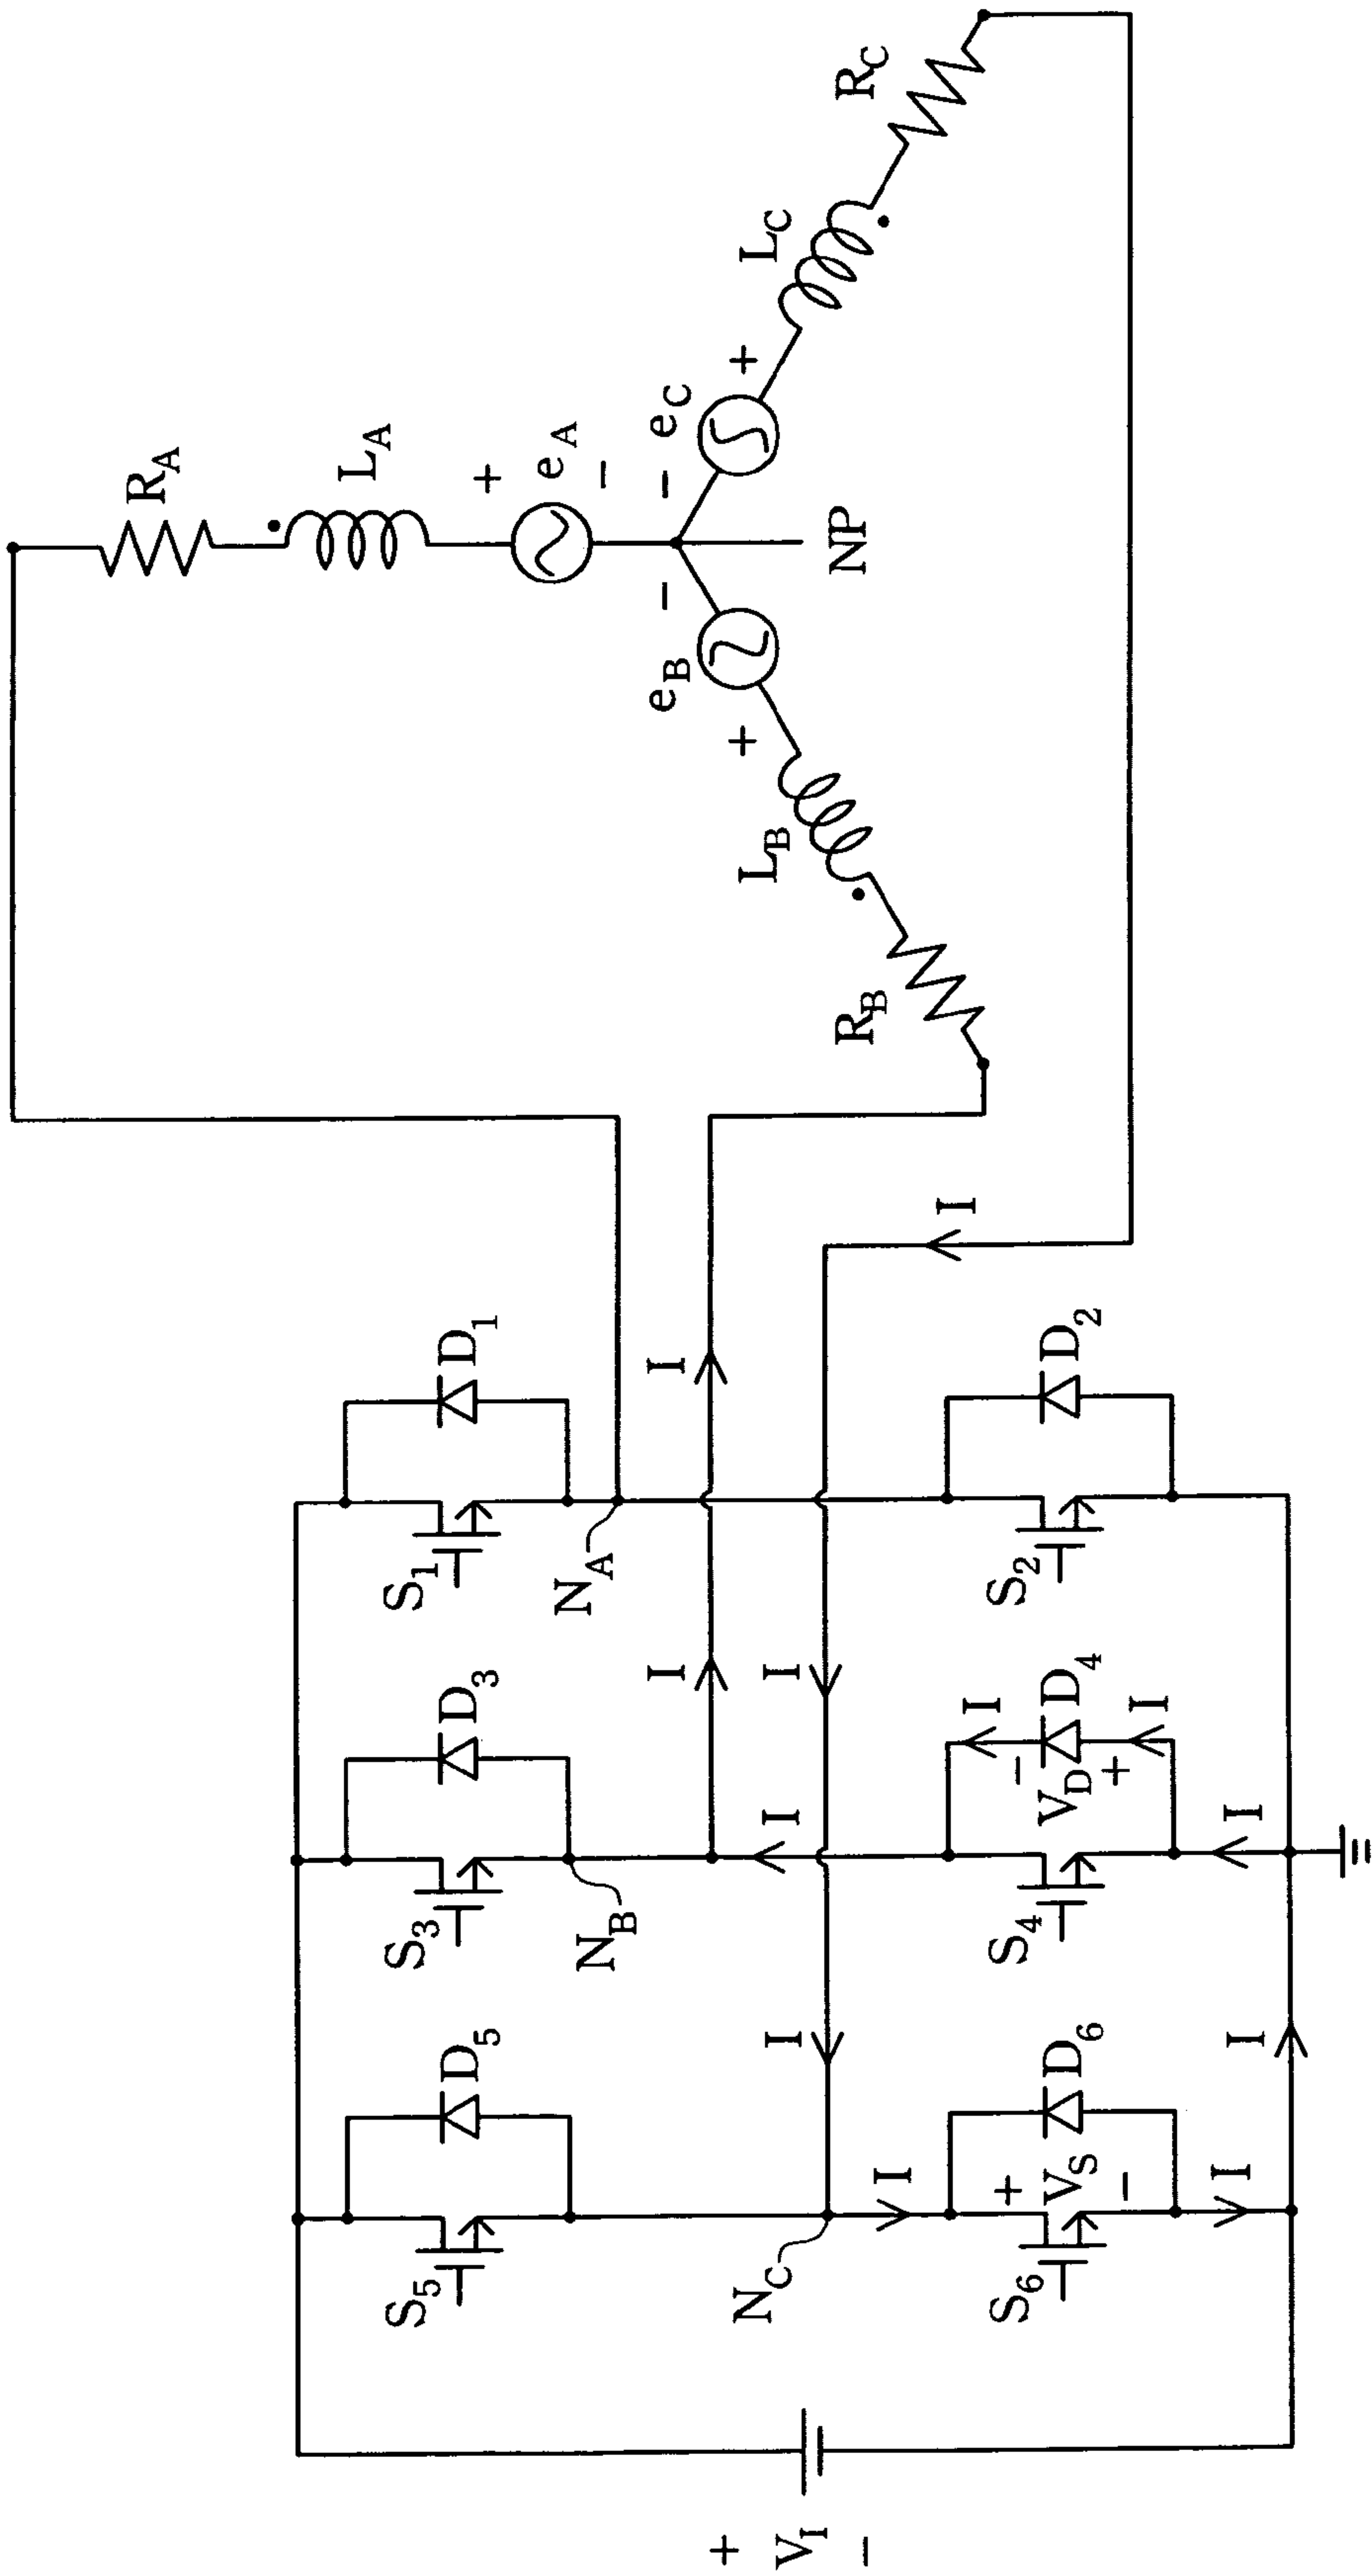 +
V_I
−
S_5
D_5
S_3
D_3
S_1
D_1
N_B
N_A
N_C
I
I
I
I
I
I
S_6
+
V_S
−
D_6
I
I
I
S_4
−
V_D
+
D_4
I
I
I
I
S_2
D_2
R_A
L_A
+
e_A
−
e_B
−
+
−
e_C
+
NP
L_B
R_B
L_C
R_C